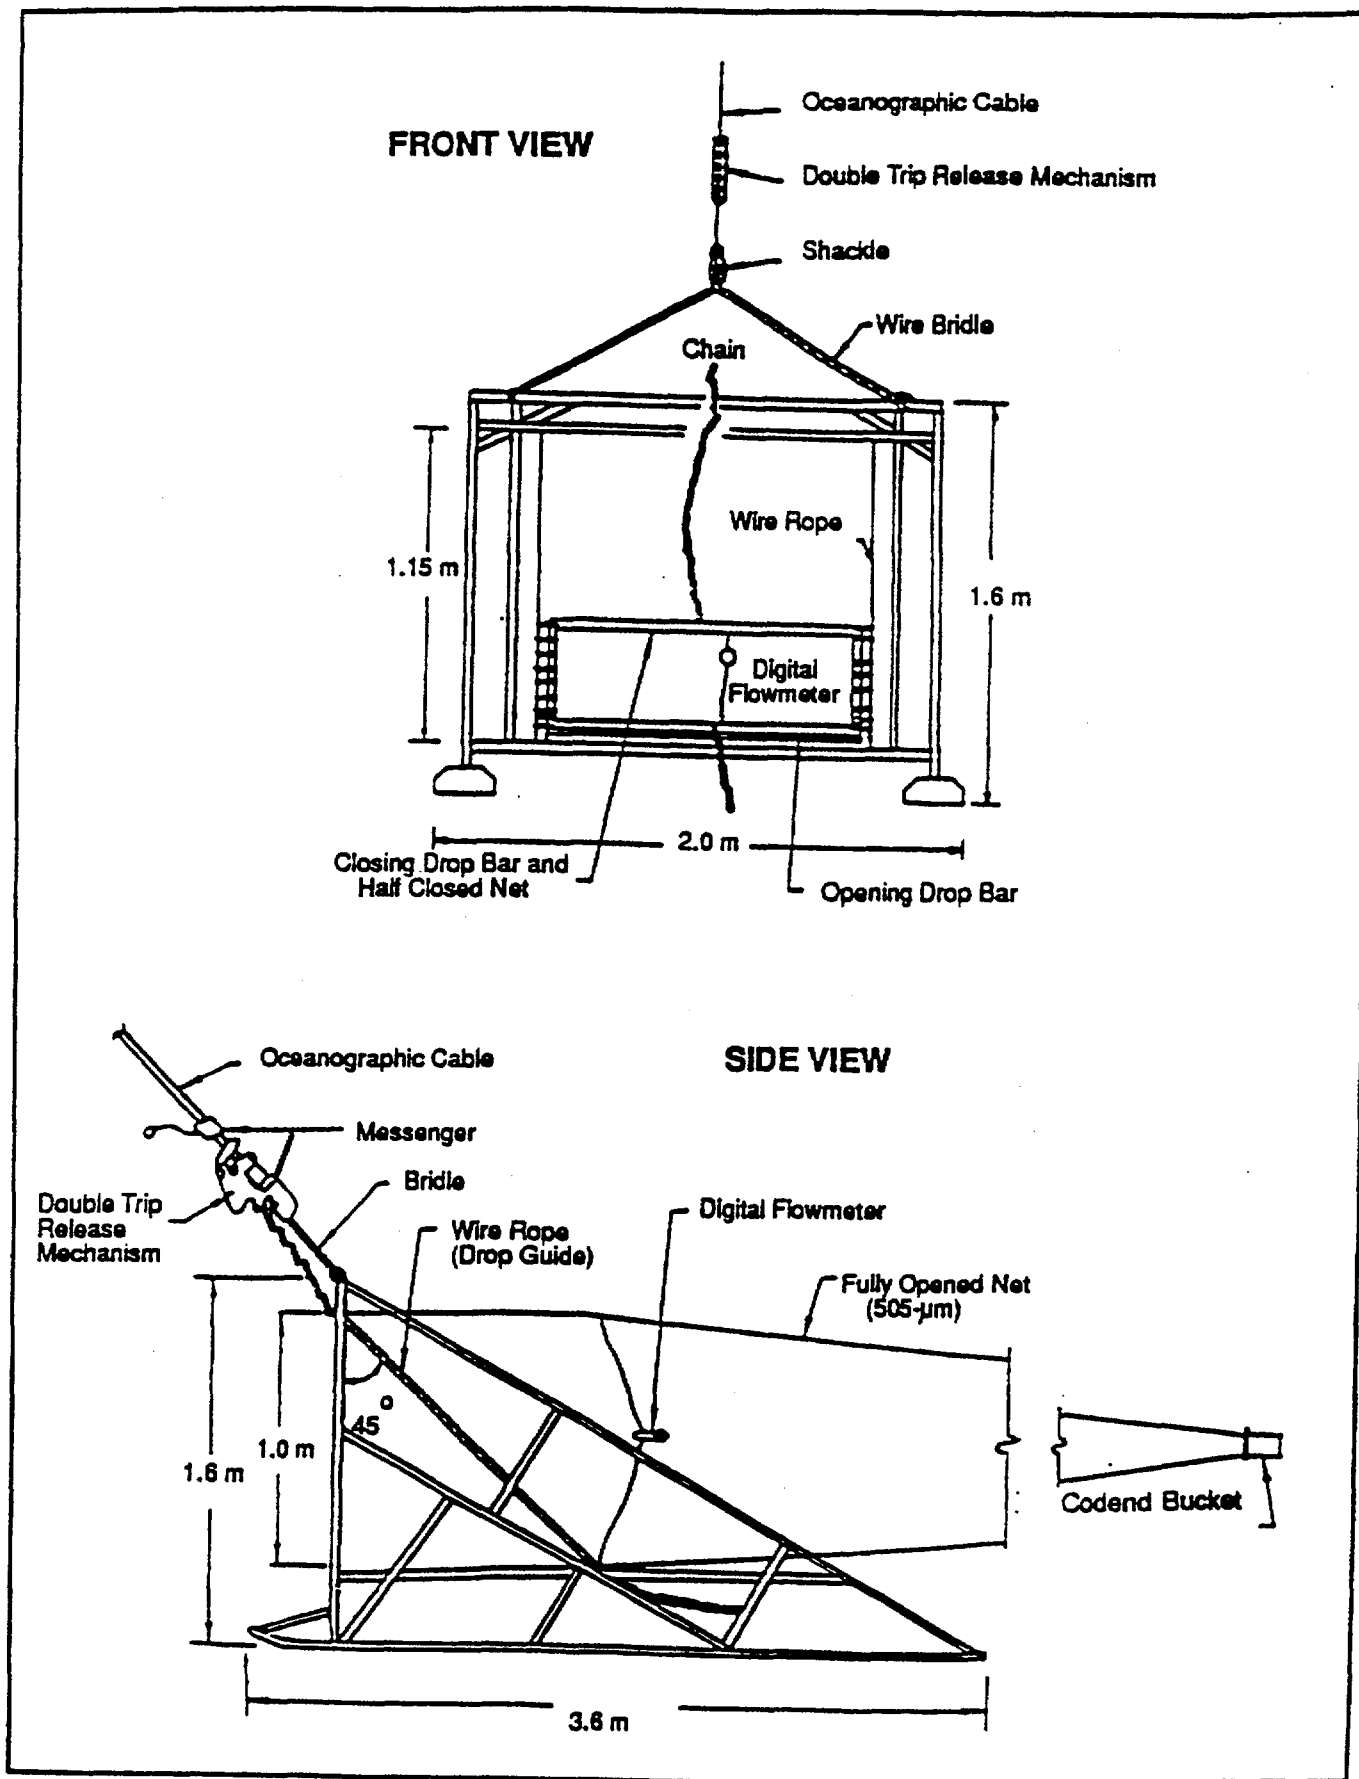 FRONT VIEW
Oceanographic Cable
Double Trip Release Mechanism
Shackle
Wire Bridle
Chain
Wire Rope
1.15 m
1.6 m
Digital
Flowmeter
2.0 m
Closing Drop Bar and
Half Closed Net
Opening Drop Bar
SIDE VIEW
Oceanographic Cable
Messenger
Bridle
Double Trip
Release
Mechanism
Wire Rope
(Drop Guide)
Digital Flowmeter
Fully Opened Net
(505-µm)
45°
1.0 m
1.6 m
Codend Bucket
3.6 m